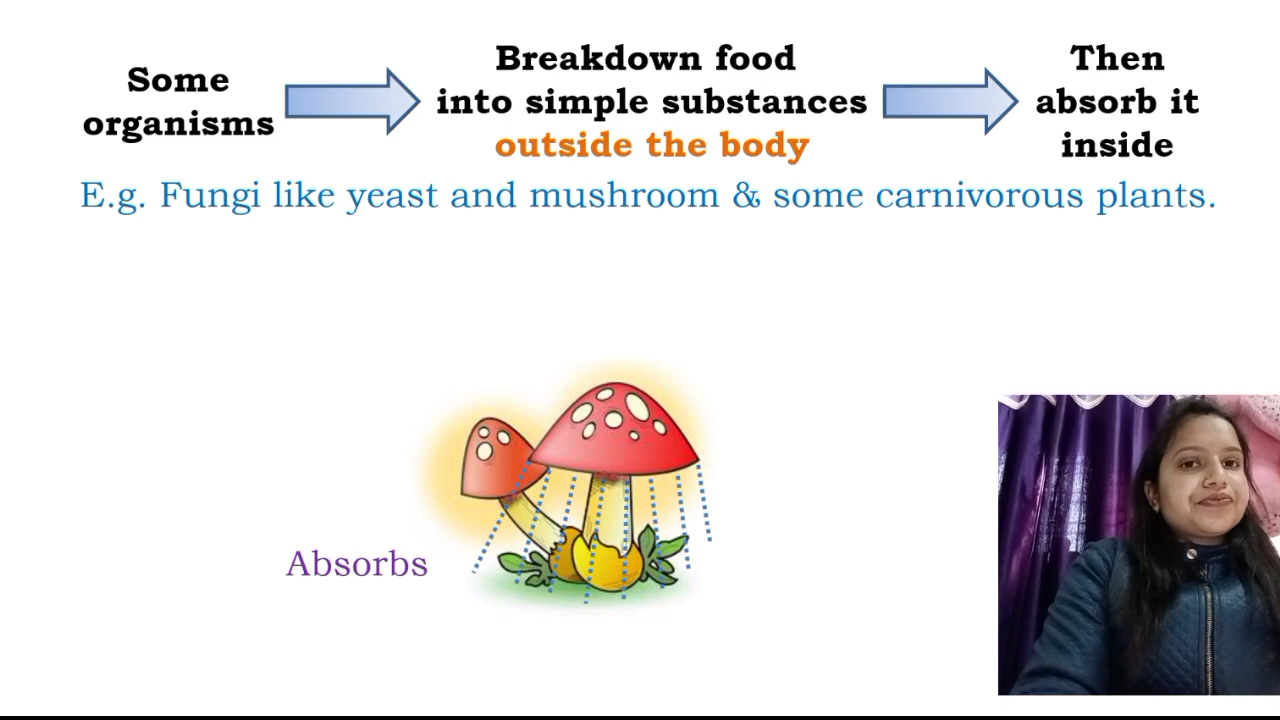 Some
organisms
Breakdown food
into simple substances
outside the body
Then
absorb it
inside
E.g. Fungi like yeast and mushroom & some carnivorous plants.
Absorbs